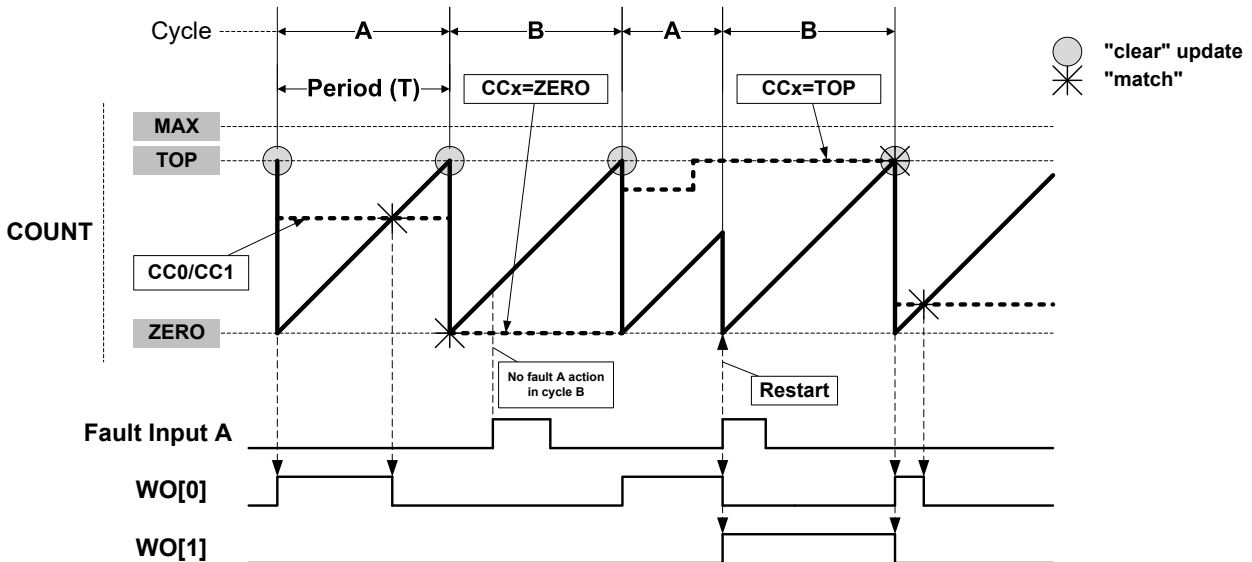 Cycle
A
B
A
B
"clear" update
"match"
Period (T)
CCx=ZERO
CCx=TOP
MAX
TOP
COUNT
CC0/CC1
ZERO
No fault A action
in cycle B
Restart
Fault Input A
WO[0]
WO[1]